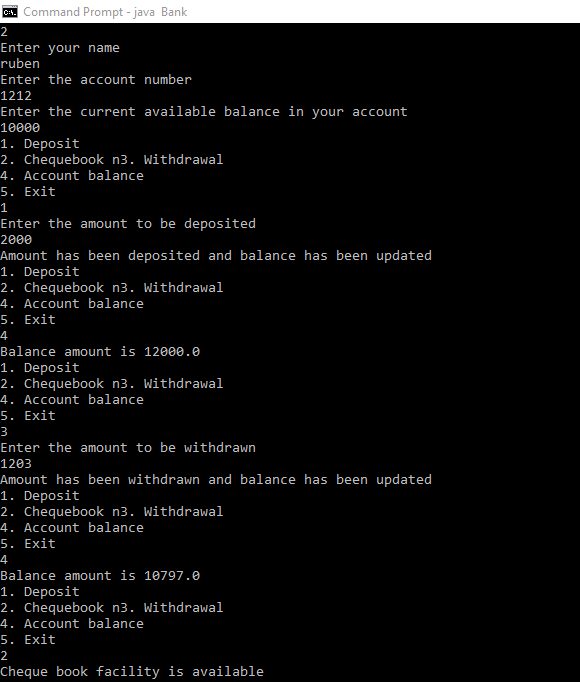 Command Prompt - java Bank
2
Enter your name
ruben
Enter the account number
1212
Enter the current available balance in your account
10000
1. Deposit
2. Chequebook n3. Withdrawal
4. Account balance
5. Exit
1
Enter the amount to be deposited
2000
Amount has been deposited and balance has been updated
1. Deposit
2. Chequebook n3. Withdrawal
4. Account balance
5. Exit
4
Balance amount is 12000.0
1. Deposit
2. Chequebook n3. Withdrawal
4. Account balance
5. Exit
3
Enter the amount to be withdrawn
1203
Amount has been withdrawn and balance has been updated
1. Deposit
2. Chequebook n3. Withdrawal
4. Account balance
5. Exit
4
Balance amount is 10797.0
1. Deposit
2. Chequebook n3. Withdrawal
4. Account balance
5. Exit
2
Cheque book facility is available